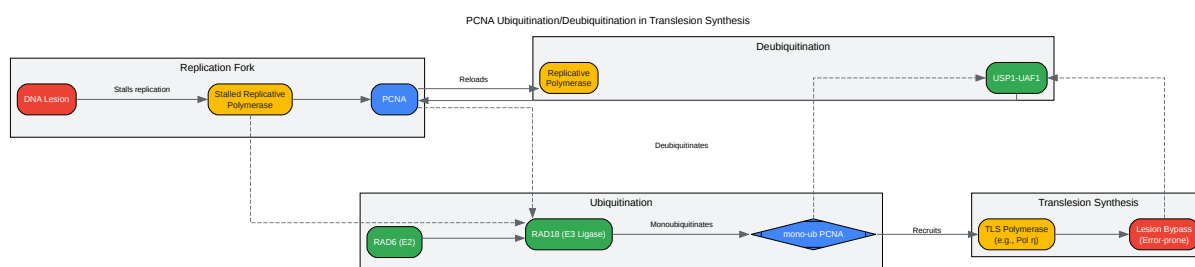 PCNA Ubiquitination/Deubiquitination in Translesion Synthesis
Deubiquitination
Replication Fork
Replicative
Polymerase
USP1-UAF1
Reloads
DNA Lesion
Stalls replication
Stalled Replicative
Polymerase
PCNA
Deubiquitinates
Ubiquitination
Translesion Synthesis
RAD6 (E2)
RAD18 (E3 Ligase)
Monoubiquitinates
mono-ub PCNA
Recruits
TLS Polymerase
(e.g., Pol η)
Lesion Bypass
(Error-prone)